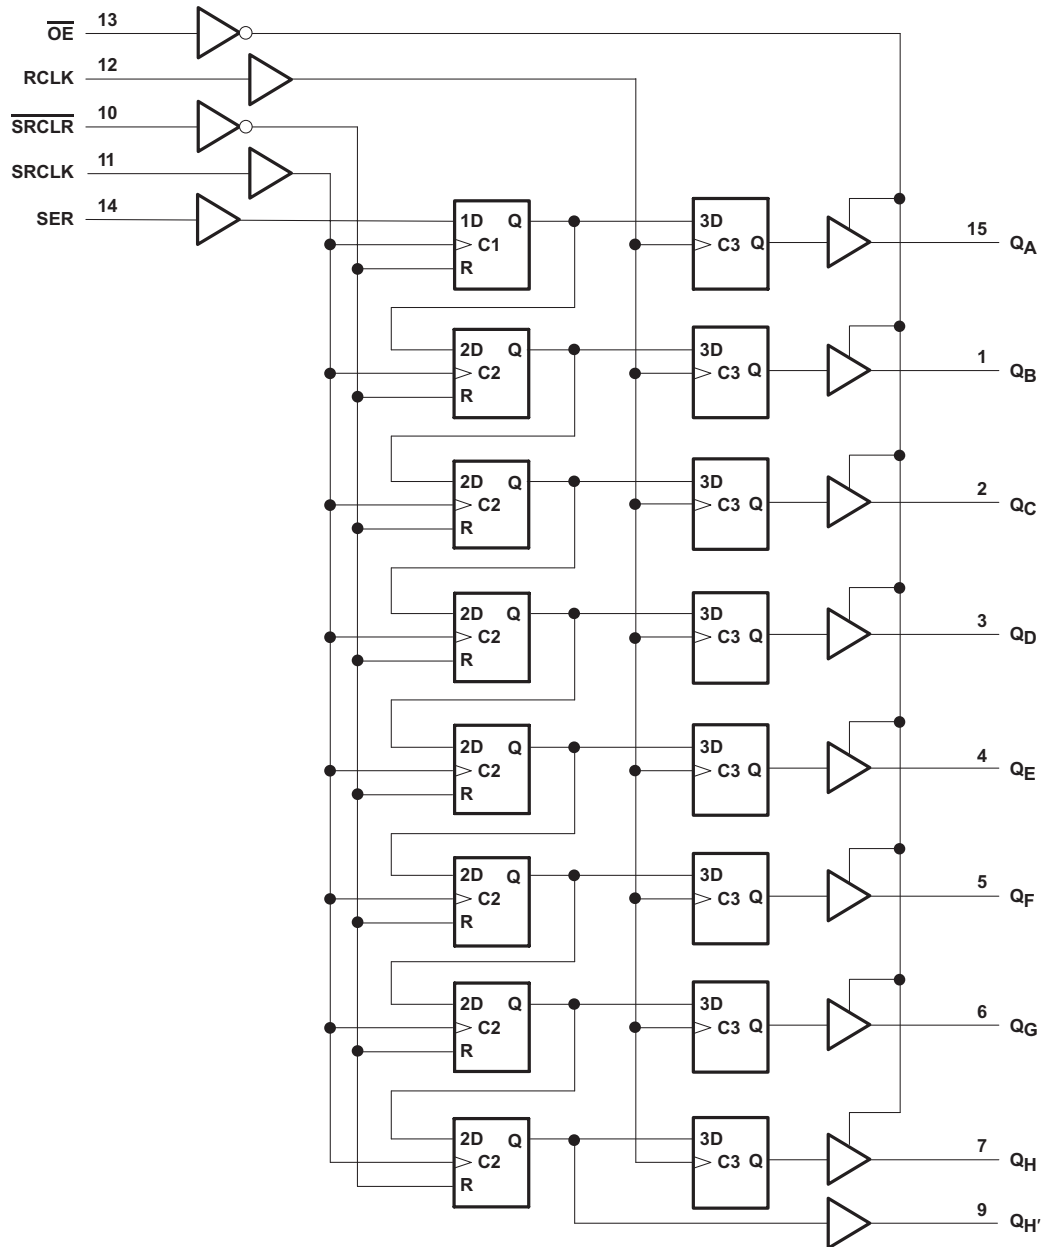 O̅E̅ 13
RCLK 12
S̅R̅C̅L̅R̅ 10
SRCLK 11
SER 14
1D Q 3D
C1 C3 Q 15 QA
R
2D Q 3D
C2 C3 Q 1 QB
R
2D Q 3D
C2 C3 Q 2 QC
R
2D Q 3D
C2 C3 Q 3 QD
R
2D Q 3D
C2 C3 Q 4 QE
R
2D Q 3D
C2 C3 Q 5 QF
R
2D Q 3D
C2 C3 Q 6 QG
R
2D Q 3D
C2 C3 Q 7 QH
R
9 QH′